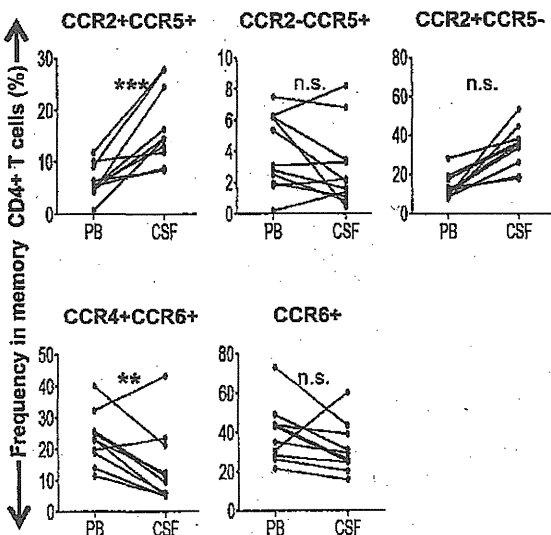 CCR2+CCR5+ CCR2-CCR5+ CCR2+CCR5-
Frequency in memory CD4+ T cells (%)
30 20 10 0
***
PB CSF
10 8 6 4 2 0
n.s.
PB CSF
80 60 40 20 0
n.s.
PB CSF
CCR4+CCR6+ CCR6+
50 40 30 20 10 0
**
PB CSF
80 60 40 20 0
n.s.
PB CSF